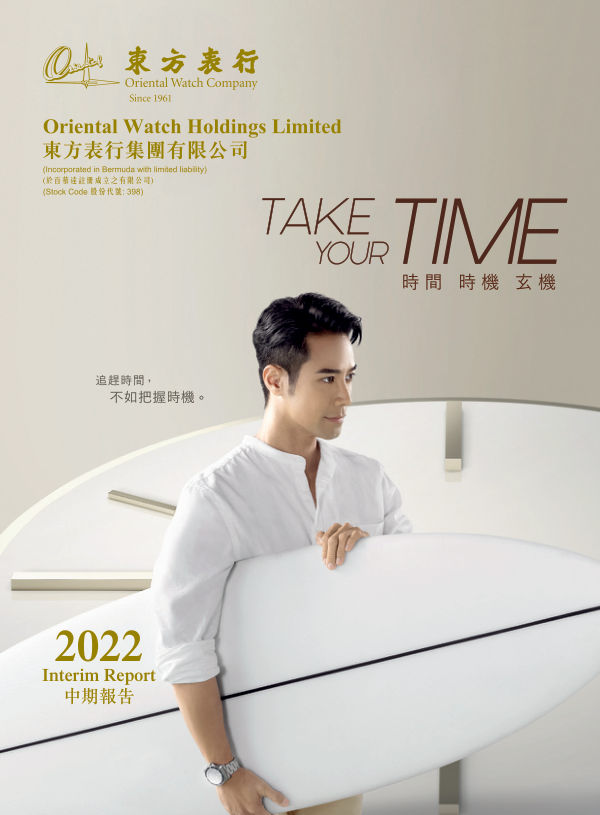 Oriental
東方表行
Oriental Watch Company
Since 1961
Oriental Watch Holdings Limited
東方表行集團有限公司
(Incorporated in Bermuda with limited liability)
(於百慕達註冊成立之有限公司)
(Stock Code 股份代號: 398)
TAKE YOUR TIME
時間 時機 玄機
追趕時間，
不如把握時機。
2022
Interim Report
中期報告